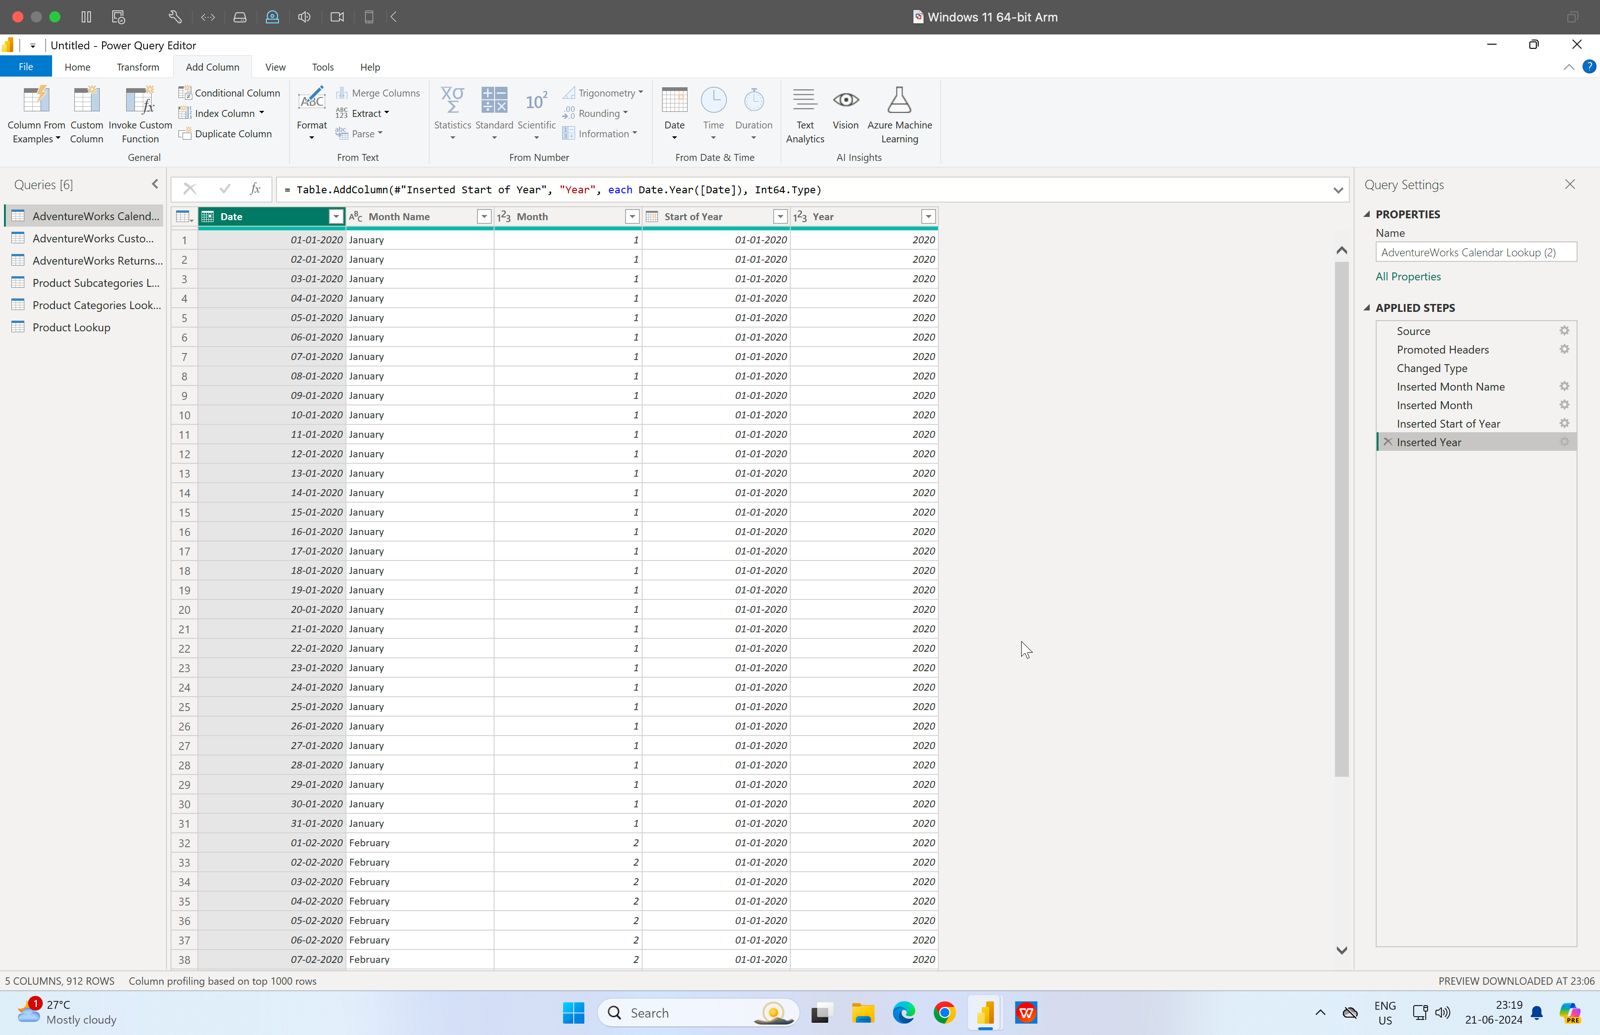 Windows 11 64-bit Arm
Untitled - Power Query Editor
File Home Transform Add Column View Tools Help
Column From Examples
Custom Column
Invoke Custom Function
Conditional Column
Index Column
Duplicate Column
General
Format
Merge Columns
Extract
Parse
From Text
Statistics
Standard
Scientific
Trigonometry
Rounding
Information
From Number
Date
Time
Duration
From Date & Time
Text Analytics
Vision
Azure Machine Learning
AI Insights
Queries [6]
AdventureWorks Calend...
AdventureWorks Custo...
AdventureWorks Returns...
Product Subcategories L...
Product Categories Look...
Product Lookup
= Table.AddColumn(#"Inserted Start of Year", "Year", each Date.Year([Date]), Int64.Type)
Date Month Name Month Start of Year Year
1 01-01-2020 January 1 01-01-2020 2020
2 02-01-2020 January 1 01-01-2020 2020
3 03-01-2020 January 1 01-01-2020 2020
4 04-01-2020 January 1 01-01-2020 2020
5 05-01-2020 January 1 01-01-2020 2020
6 06-01-2020 January 1 01-01-2020 2020
7 07-01-2020 January 1 01-01-2020 2020
8 08-01-2020 January 1 01-01-2020 2020
9 09-01-2020 January 1 01-01-2020 2020
10 10-01-2020 January 1 01-01-2020 2020
11 11-01-2020 January 1 01-01-2020 2020
12 12-01-2020 January 1 01-01-2020 2020
13 13-01-2020 January 1 01-01-2020 2020
14 14-01-2020 January 1 01-01-2020 2020
15 15-01-2020 January 1 01-01-2020 2020
16 16-01-2020 January 1 01-01-2020 2020
17 17-01-2020 January 1 01-01-2020 2020
18 18-01-2020 January 1 01-01-2020 2020
19 19-01-2020 January 1 01-01-2020 2020
20 20-01-2020 January 1 01-01-2020 2020
21 21-01-2020 January 1 01-01-2020 2020
22 22-01-2020 January 1 01-01-2020 2020
23 23-01-2020 January 1 01-01-2020 2020
24 24-01-2020 January 1 01-01-2020 2020
25 25-01-2020 January 1 01-01-2020 2020
26 26-01-2020 January 1 01-01-2020 2020
27 27-01-2020 January 1 01-01-2020 2020
28 28-01-2020 January 1 01-01-2020 2020
29 29-01-2020 January 1 01-01-2020 2020
30 30-01-2020 January 1 01-01-2020 2020
31 31-01-2020 January 1 01-01-2020 2020
32 01-02-2020 February 2 01-01-2020 2020
33 02-02-2020 February 2 01-01-2020 2020
34 03-02-2020 February 2 01-01-2020 2020
35 04-02-2020 February 2 01-01-2020 2020
36 05-02-2020 February 2 01-01-2020 2020
37 06-02-2020 February 2 01-01-2020 2020
38 07-02-2020 February 2 01-01-2020 2020
Query Settings
PROPERTIES
Name
AdventureWorks Calendar Lookup (2)
All Properties
APPLIED STEPS
Source
Promoted Headers
Changed Type
Inserted Month Name
Inserted Month
Inserted Start of Year
Inserted Year
5 COLUMNS, 912 ROWS Column profiling based on top 1000 rows
PREVIEW DOWNLOADED AT 23:06
1
27°C
Mostly cloudy
Search
ENG
US
23:19
21-06-2024
PRE